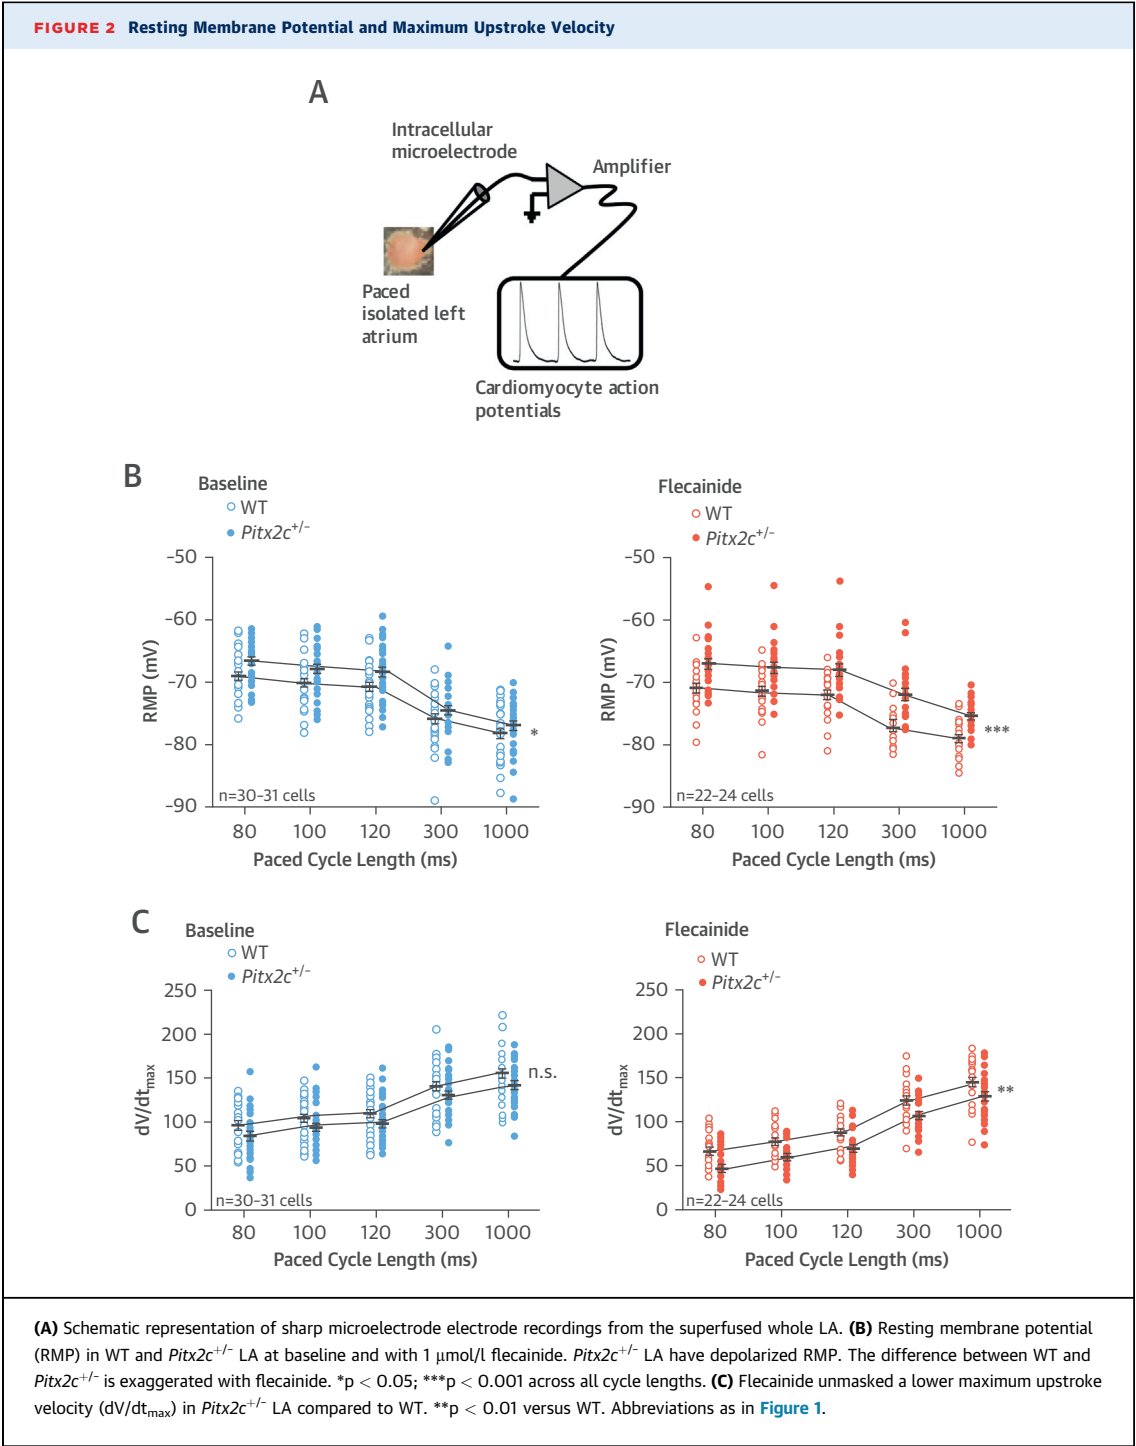 FIGURE 2 Resting Membrane Potential and Maximum Upstroke Velocity
A
Intracellular
microelectrode
Amplifier
Paced
isolated left
atrium
Cardiomyocyte action
potentials
B
Baseline
WT
Pitx2c+/-
RMP (mV)
-50
-60
-70
-80
-90
*
n=30-31 cells
80 100 120 300 1000
Paced Cycle Length (ms)
Flecainide
WT
Pitx2c+/-
RMP (mV)
-50
-60
-70
-80
-90
***
n=22-24 cells
80 100 120 300 1000
Paced Cycle Length (ms)
C
Baseline
WT
Pitx2c+/-
dV/dtmax
250
200
150
100
50
0
n.s.
n=30-31 cells
80 100 120 300 1000
Paced Cycle Length (ms)
Flecainide
WT
Pitx2c+/-
dV/dtmax
250
200
150
100
50
0
**
n=22-24 cells
80 100 120 300 1000
Paced Cycle Length (ms)
(A) Schematic representation of sharp microelectrode electrode recordings from the superfused whole LA. (B) Resting membrane potential
(RMP) in WT and Pitx2c+/- LA at baseline and with 1 μmol/l flecainide. Pitx2c+/- LA have depolarized RMP. The difference between WT and
Pitx2c+/- is exaggerated with flecainide. *p < 0.05; ***p < 0.001 across all cycle lengths. (C) Flecainide unmasked a lower maximum upstroke
velocity (dV/dtmax) in Pitx2c+/- LA compared to WT. **p < 0.01 versus WT. Abbreviations as in Figure 1.